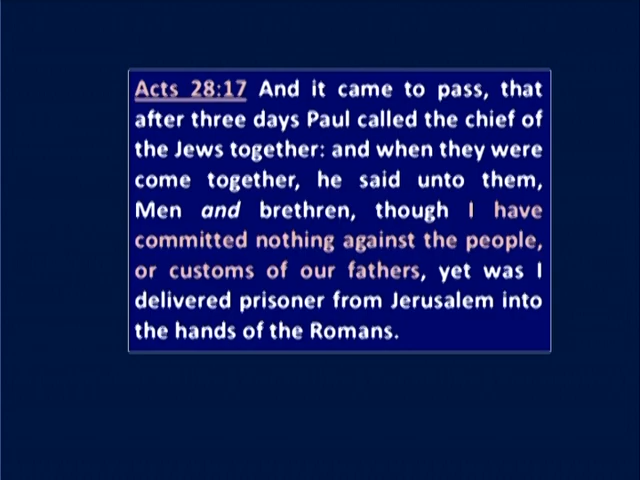 Acts 28:17 And it came to pass, that
after three days Paul called the chief of
the Jews together: and when they were
come together, he said unto them,
Men and brethren, though I have
committed nothing against the people,
or customs of our fathers, yet was I
delivered prisoner from Jerusalem into
the hands of the Romans.